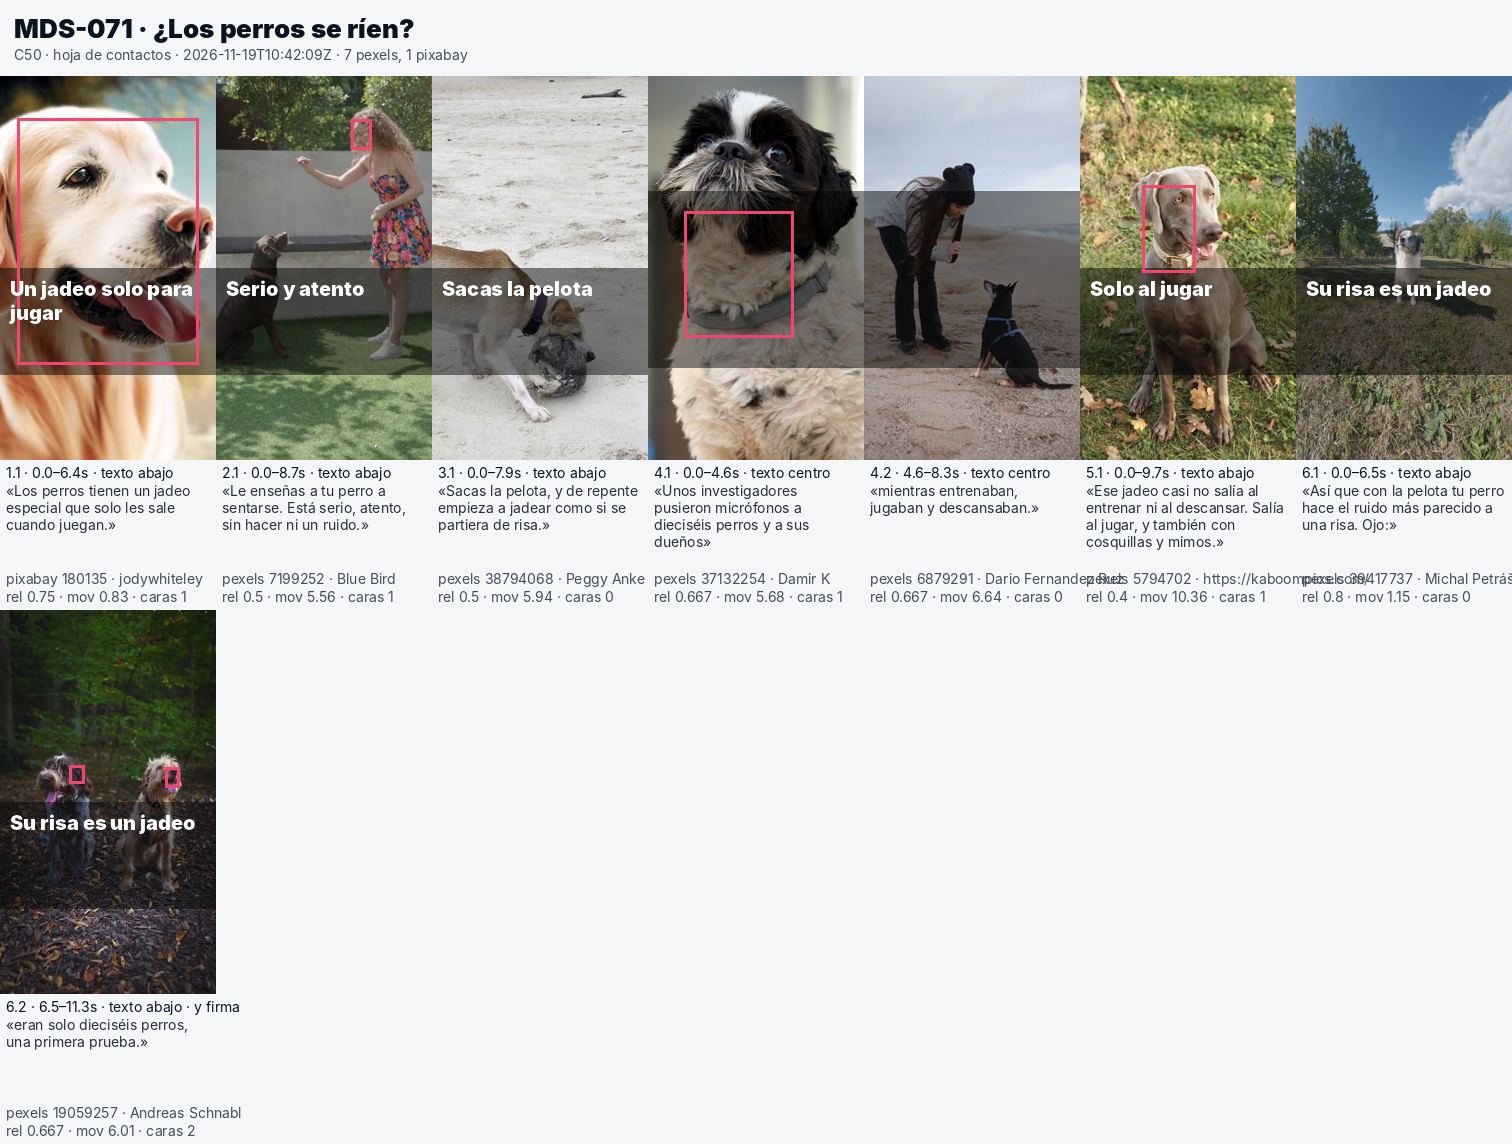 MDS-071 · ¿Los perros se ríen?
C50 · hoja de contactos · 2026-11-19T10:42:09Z · 7 pexels, 1 pixabay
Un jadeo solo para
jugar
Serio y atento
Sacas la pelota
Solo al jugar
Su risa es un jadeo
1.1 · 0.0–6.4s · texto abajo
«Los perros tienen un jadeo
especial que solo les sale
cuando juegan.»
pixabay 180135 · jodywhiteley
rel 0.75 · mov 0.83 · caras 1
2.1 · 0.0–8.7s · texto abajo
«Le enseñas a tu perro a
sentarse. Está serio, atento,
sin hacer ni un ruido.»
pexels 7199252 · Blue Bird
rel 0.5 · mov 5.56 · caras 1
3.1 · 0.0–7.9s · texto abajo
«Sacas la pelota, y de repente
empieza a jadear como si se
partiera de risa.»
pexels 38794068 · Peggy Anke
rel 0.5 · mov 5.94 · caras 0
4.1 · 0.0–4.6s · texto centro
«Unos investigadores
pusieron micrófonos a
dieciséis perros y a sus
dueños»
pexels 37132254 · Damir K
rel 0.667 · mov 5.68 · caras 1
4.2 · 4.6–8.3s · texto centro
«mientras entrenaban,
jugaban y descansaban.»
pexels 6879291 · Dario Fernandez Ruz
rel 0.667 · mov 6.64 · caras 0
5.1 · 0.0–9.7s · texto abajo
«Ese jadeo casi no salía al
entrenar ni al descansar. Salía
al jugar, y también con
cosquillas y mimos.»
pexels 5794702 · https://kaboompics.com/
rel 0.4 · mov 10.36 · caras 1
6.1 · 0.0–6.5s · texto abajo
«Así que con la pelota tu perro
hace el ruido más parecido a
una risa. Ojo:»
pexels 39417737 · Michal Petráš
rel 0.8 · mov 1.15 · caras 0
Su risa es un jadeo
6.2 · 6.5–11.3s · texto abajo · y firma
«eran solo dieciséis perros,
una primera prueba.»
pexels 19059257 · Andreas Schnabl
rel 0.667 · mov 6.01 · caras 2